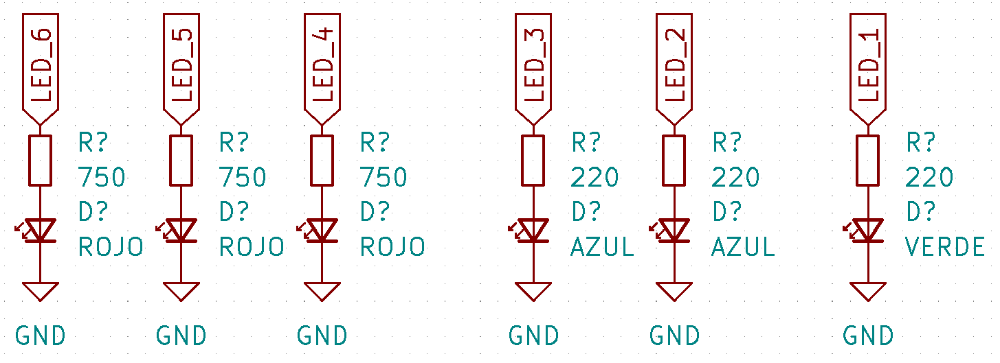 LED_6
R?
750
D?
ROJO
GND
LED_5
R?
750
D?
ROJO
GND
LED_4
R?
750
D?
ROJO
GND
LED_3
R?
220
D?
AZUL
GND
LED_2
R?
220
D?
AZUL
GND
LED_1
R?
220
D?
VERDE
GND